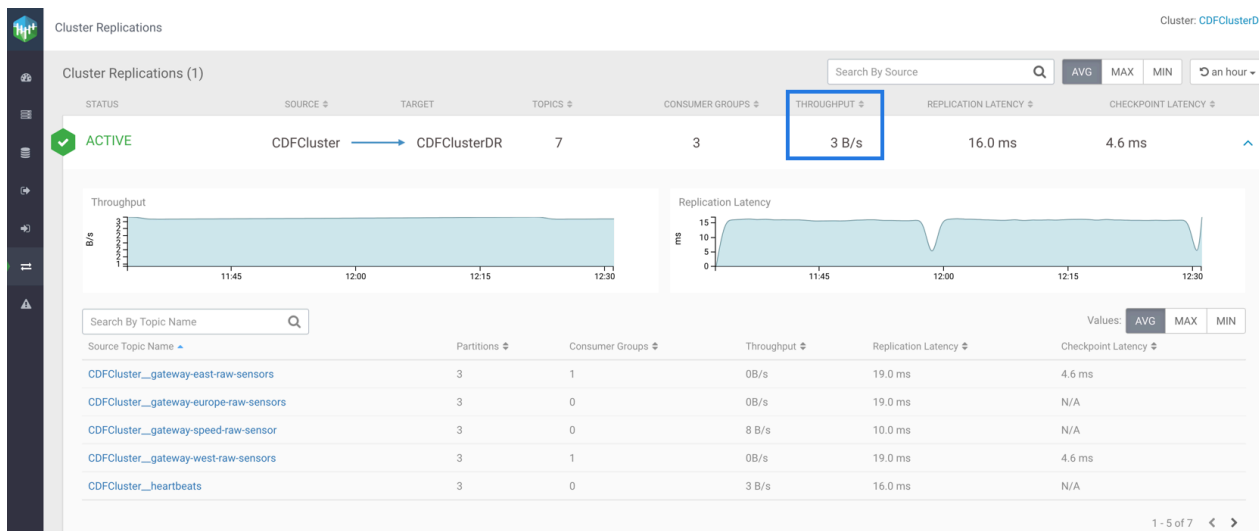 Cluster Replications
Cluster: CDFClusterD
Cluster Replications (1)
Search By Source
AVG MAX MIN
an hour
STATUS SOURCE TARGET TOPICS CONSUMER GROUPS THROUGHPUT REPLICATION LATENCY CHECKPOINT LATENCY
ACTIVE CDFCluster CDFClusterDR 7 3 3 B/s 16.0 ms 4.6 ms
Throughput
B/s
3
3
2
2
2
2
2
1
11:45 12:00 12:15 12:30
Replication Latency
ms
15
10
5
0
11:45 12:00 12:15 12:30
Search By Topic Name
Values: AVG MAX MIN
Source Topic Name Partitions Consumer Groups Throughput Replication Latency Checkpoint Latency
CDFCluster__gateway-east-raw-sensors 3 1 0B/s 19.0 ms 4.6 ms
CDFCluster__gateway-europe-raw-sensors 3 0 0B/s 19.0 ms N/A
CDFCluster__gateway-speed-raw-sensor 3 0 8 B/s 10.0 ms N/A
CDFCluster__gateway-west-raw-sensors 3 1 0B/s 19.0 ms 4.6 ms
CDFCluster__heartbeats 3 0 3 B/s 16.0 ms N/A
1 - 5 of 7